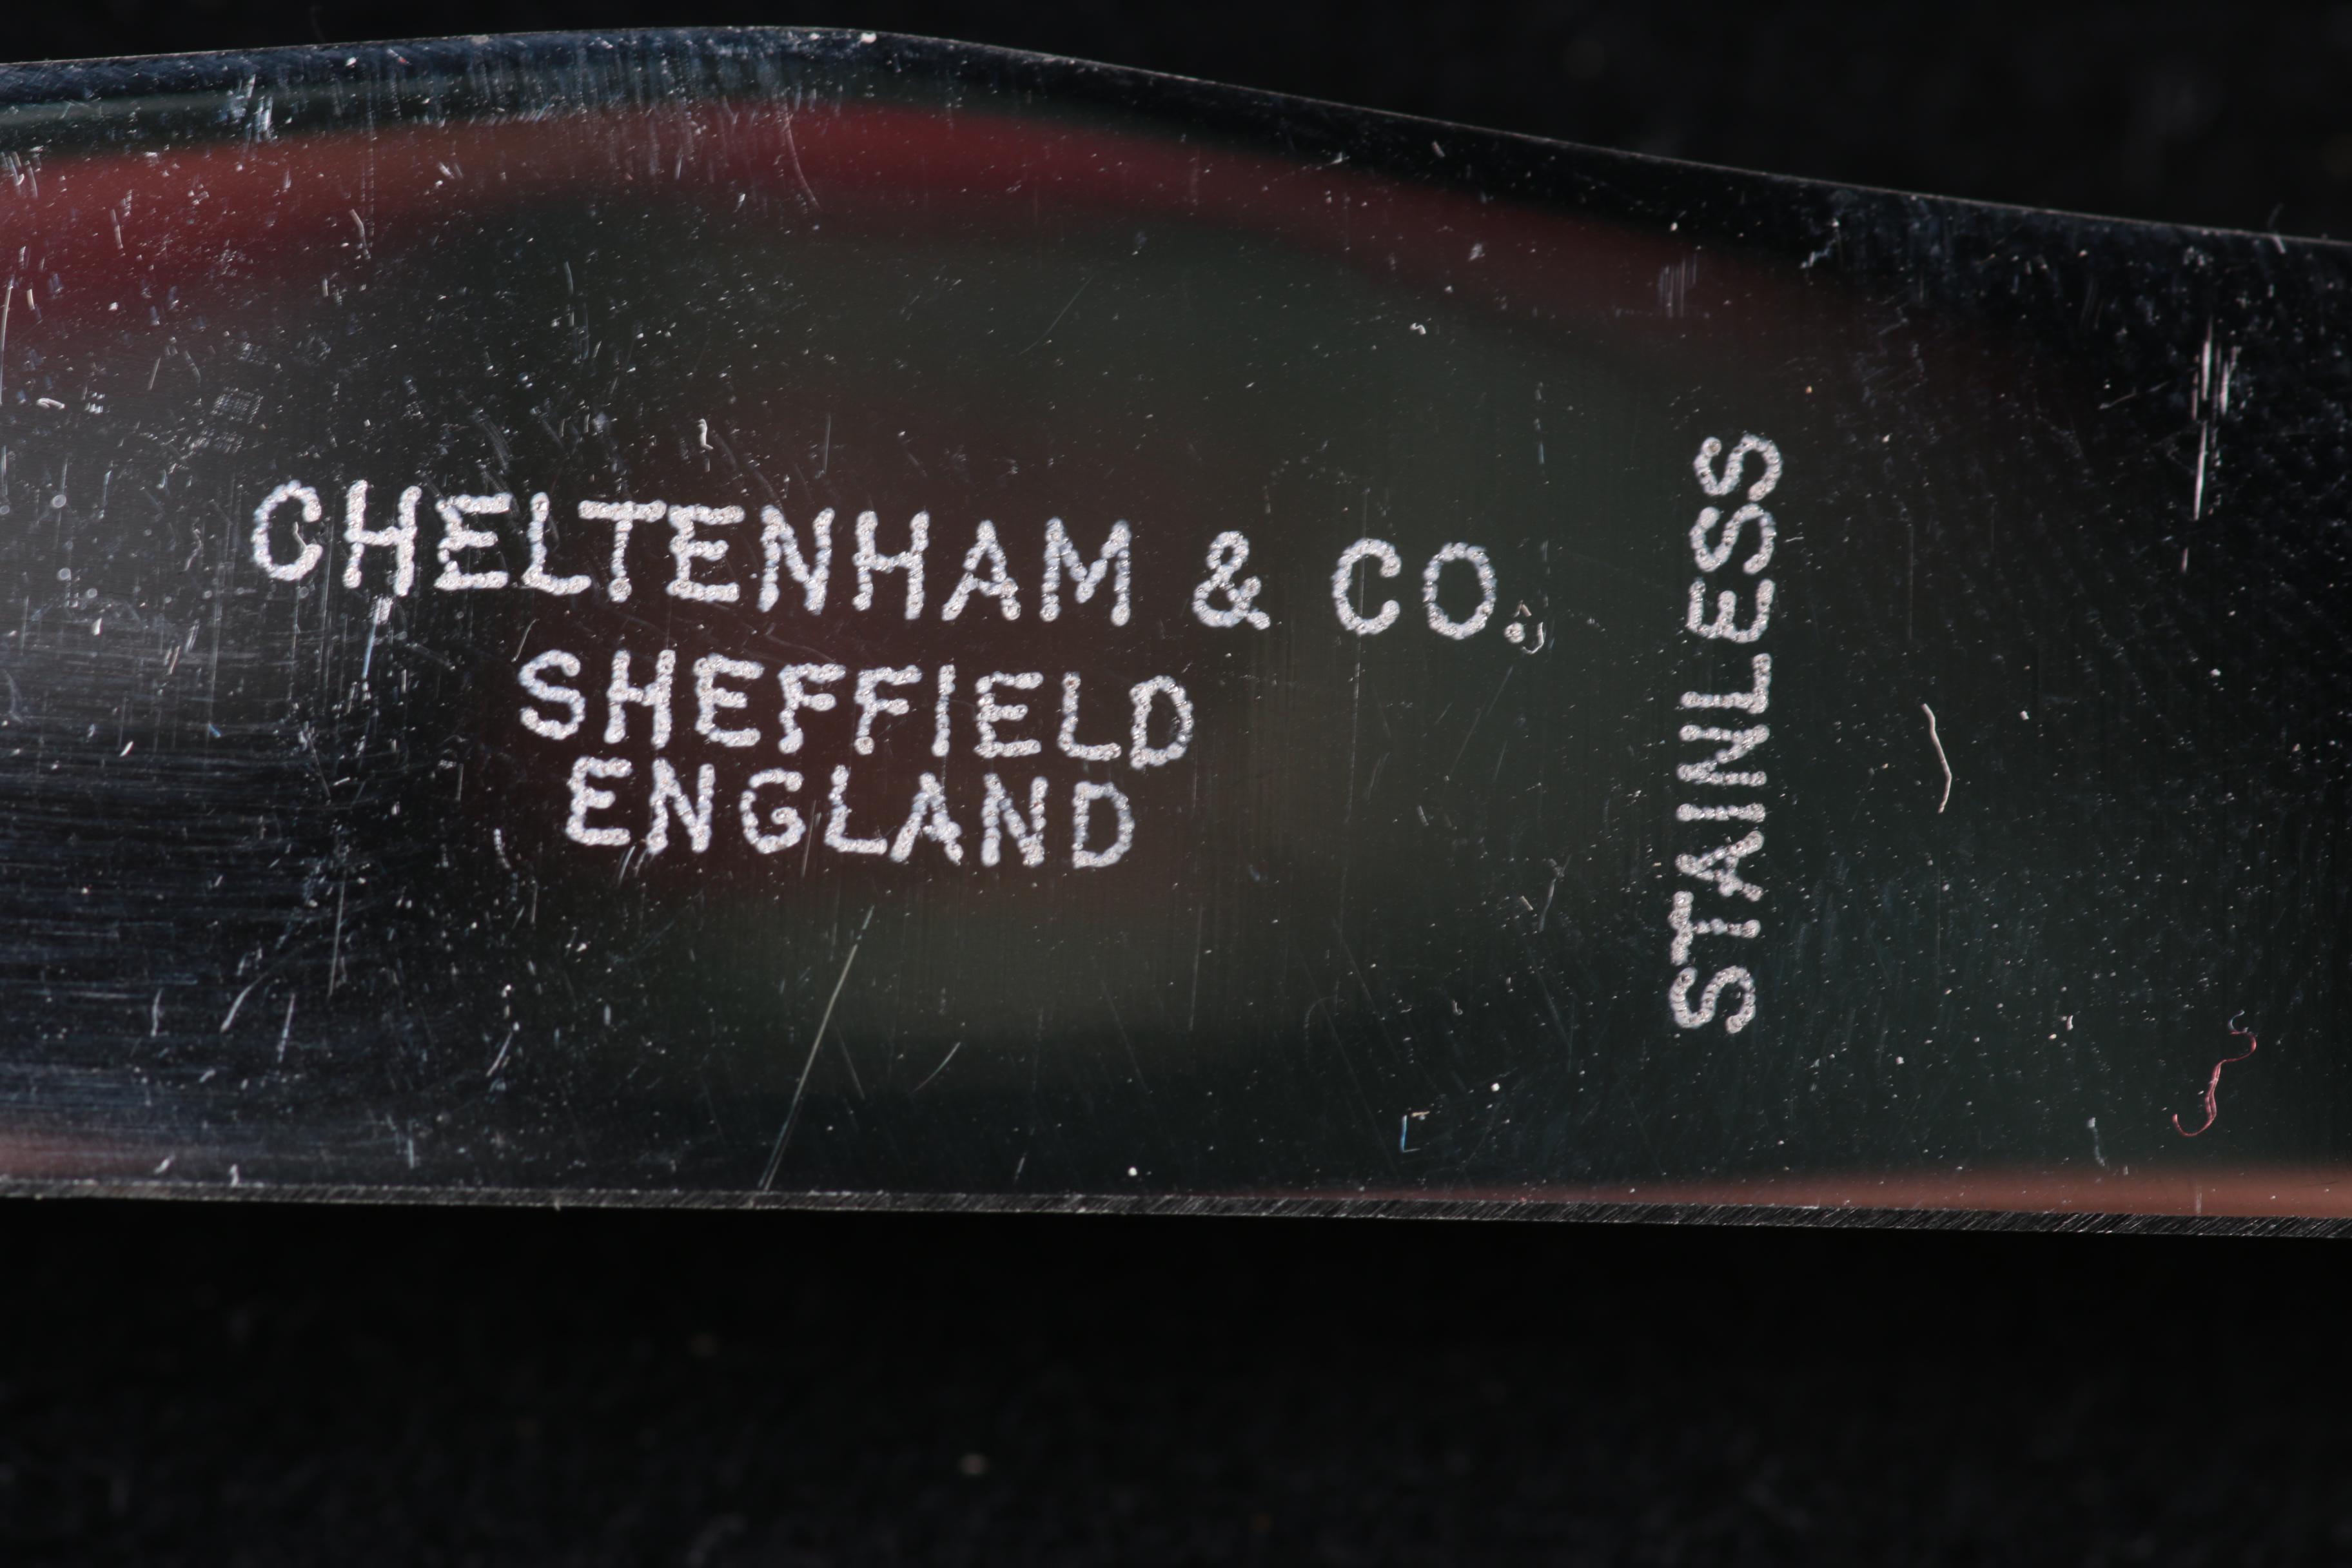 CHELTENHAM & CO.
SHEFFIELD
ENGLAND
STAINLESS